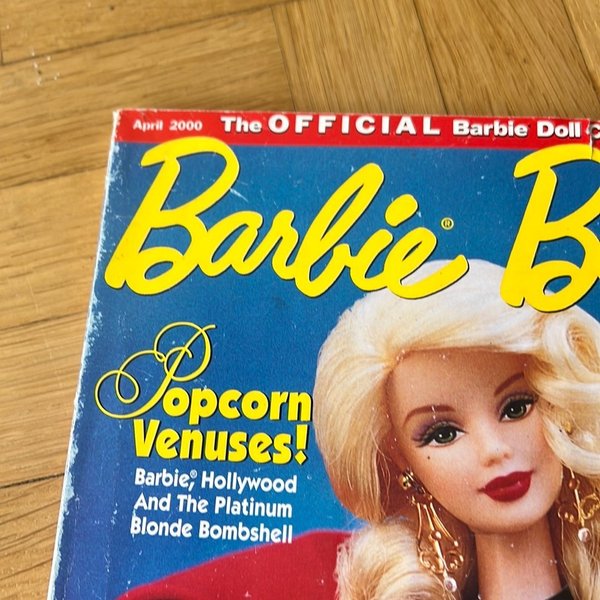 April 2000 The OFFICIAL Barbie Doll
Barbie® B
Popcorn
Venuses!
Barbie,® Hollywood
And The Platinum
Blonde Bombshell